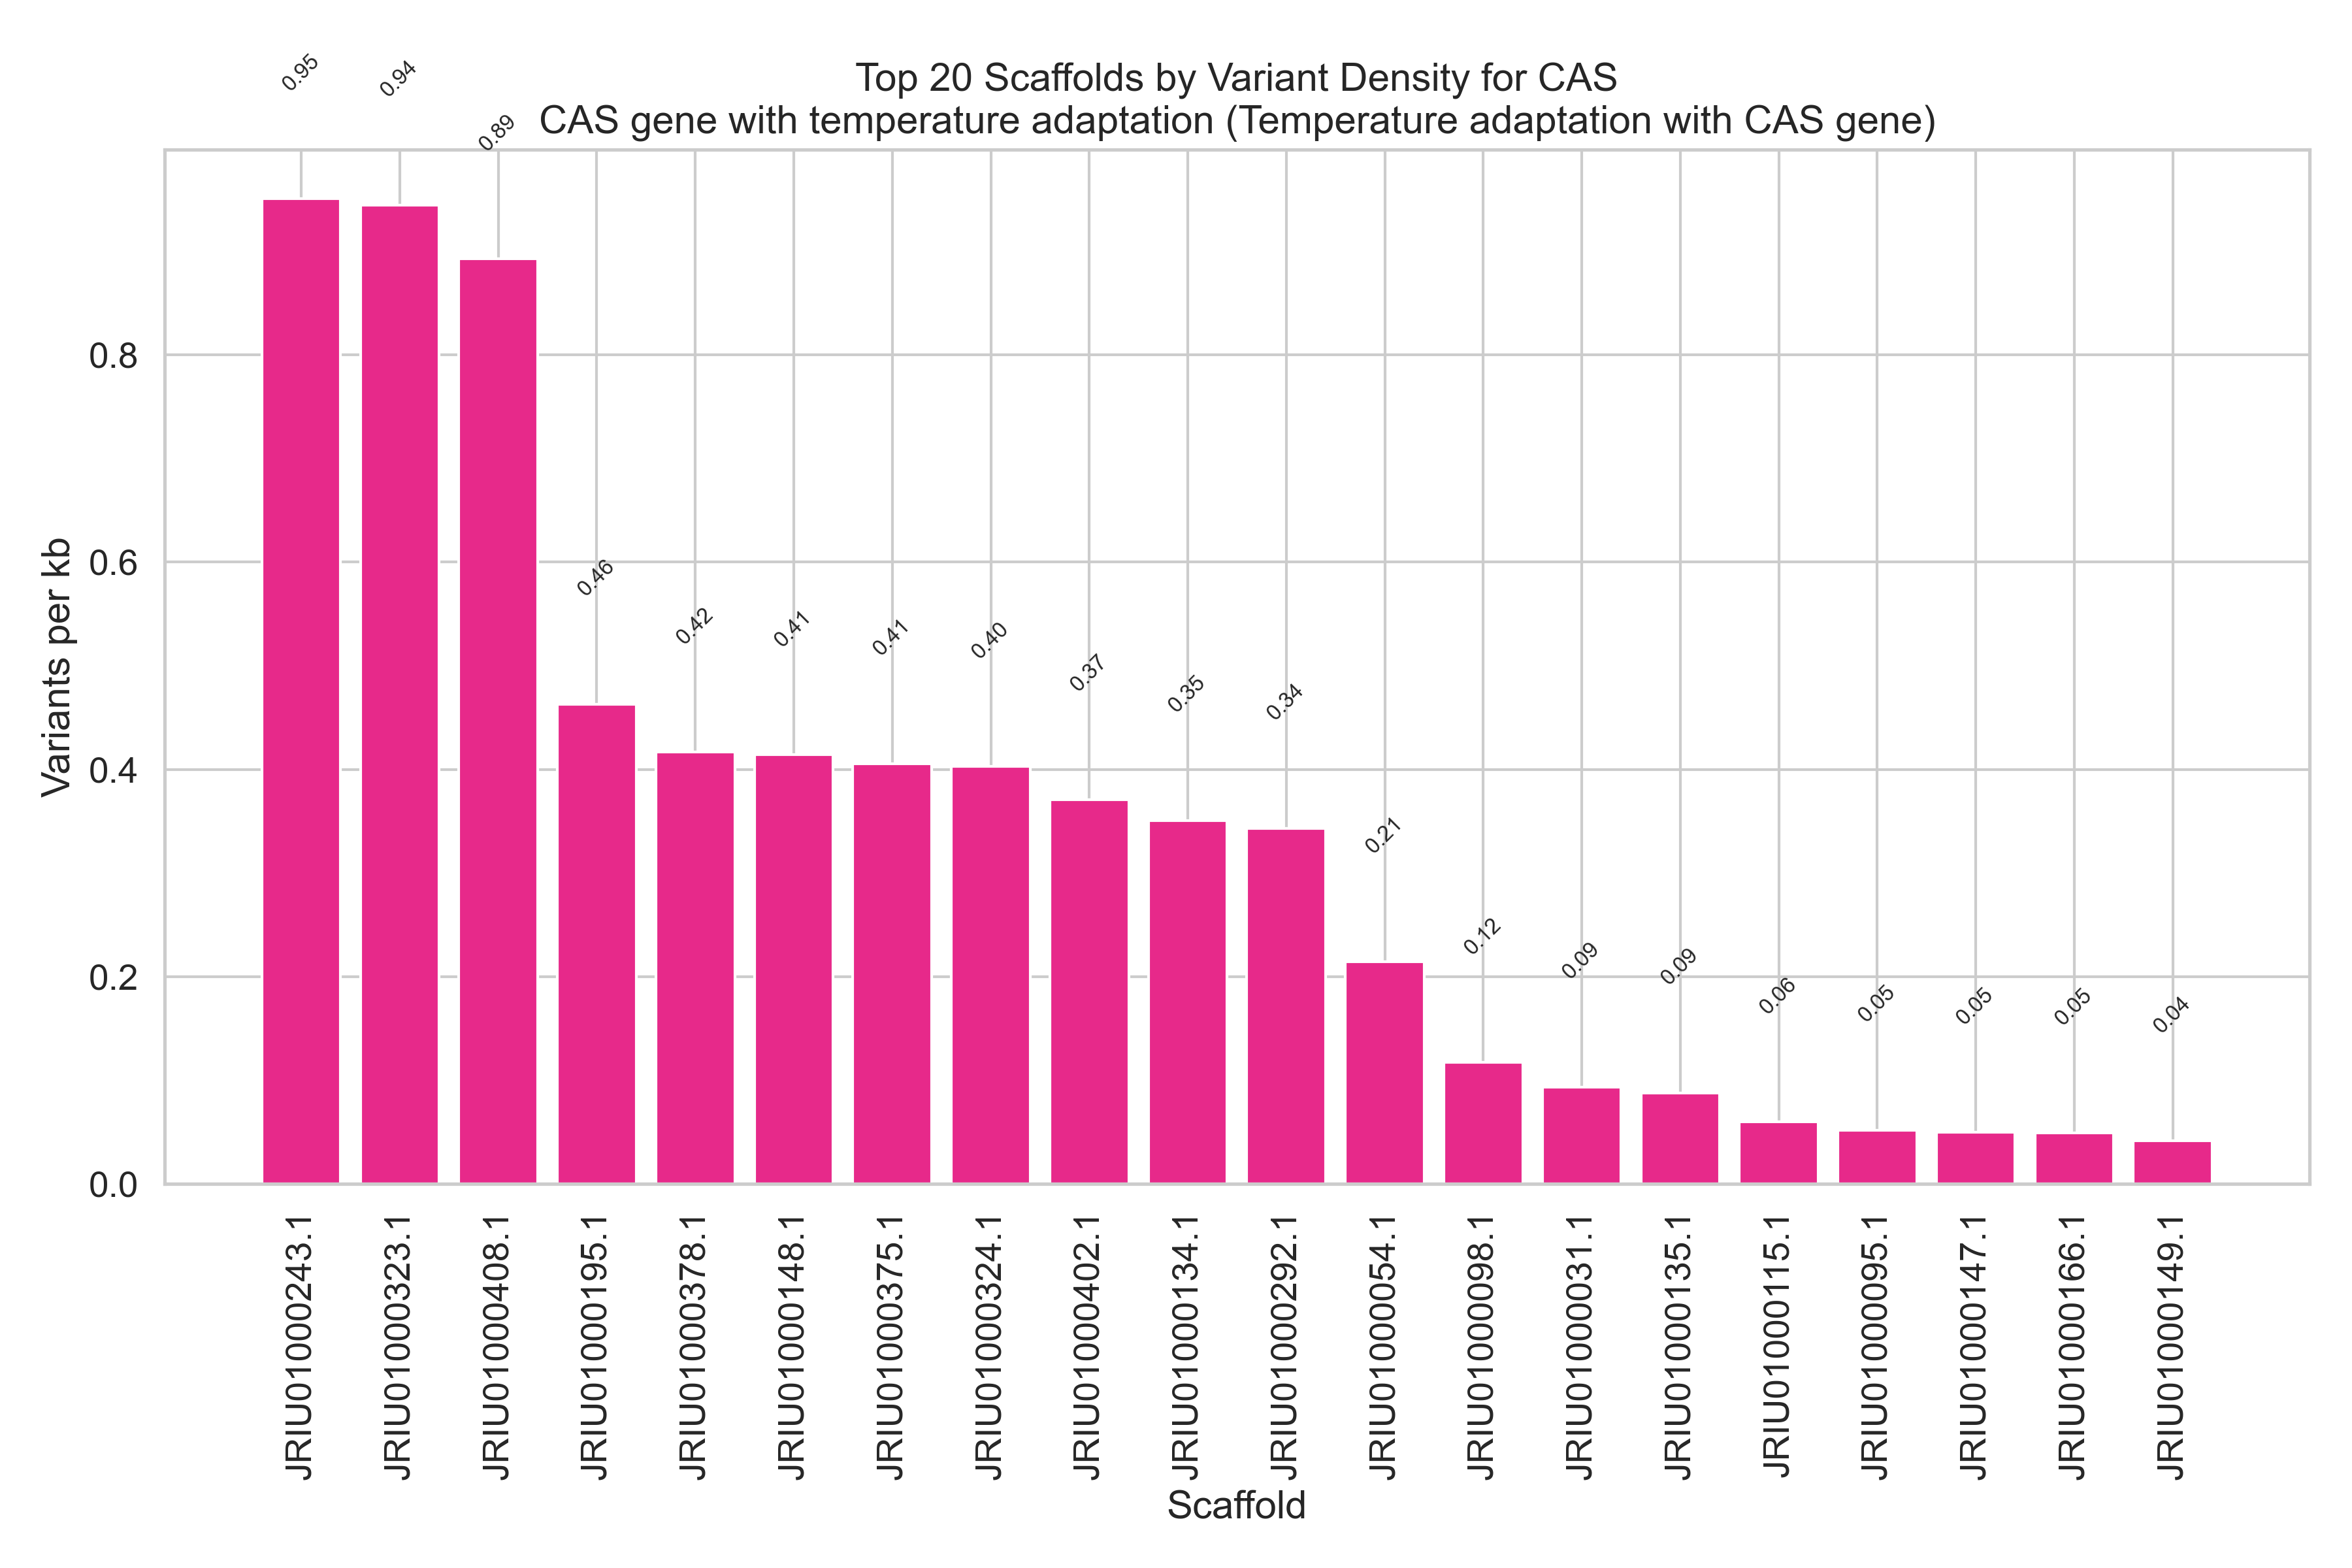 Top 20 Scaffolds by Variant Density for CAS
CAS gene with temperature adaptation (Temperature adaptation with CAS gene)
0.95
0.94
0.89
0.46
0.42
0.41
0.41
0.40
0.37
0.35
0.34
0.21
0.12
0.09
0.09
0.06
0.05
0.05
0.05
0.04
Variants per kb
0.8
0.6
0.4
0.2
0.0
JRIU01000243.1
JRIU01000323.1
JRIU01000408.1
JRIU01000195.1
JRIU01000378.1
JRIU01000148.1
JRIU01000375.1
JRIU01000324.1
JRIU01000402.1
JRIU01000134.1
JRIU01000292.1
JRIU01000054.1
JRIU01000098.1
JRIU01000031.1
JRIU01000135.1
JRIU01000115.1
JRIU01000095.1
JRIU01000147.1
JRIU01000166.1
JRIU01000149.1
Scaffold